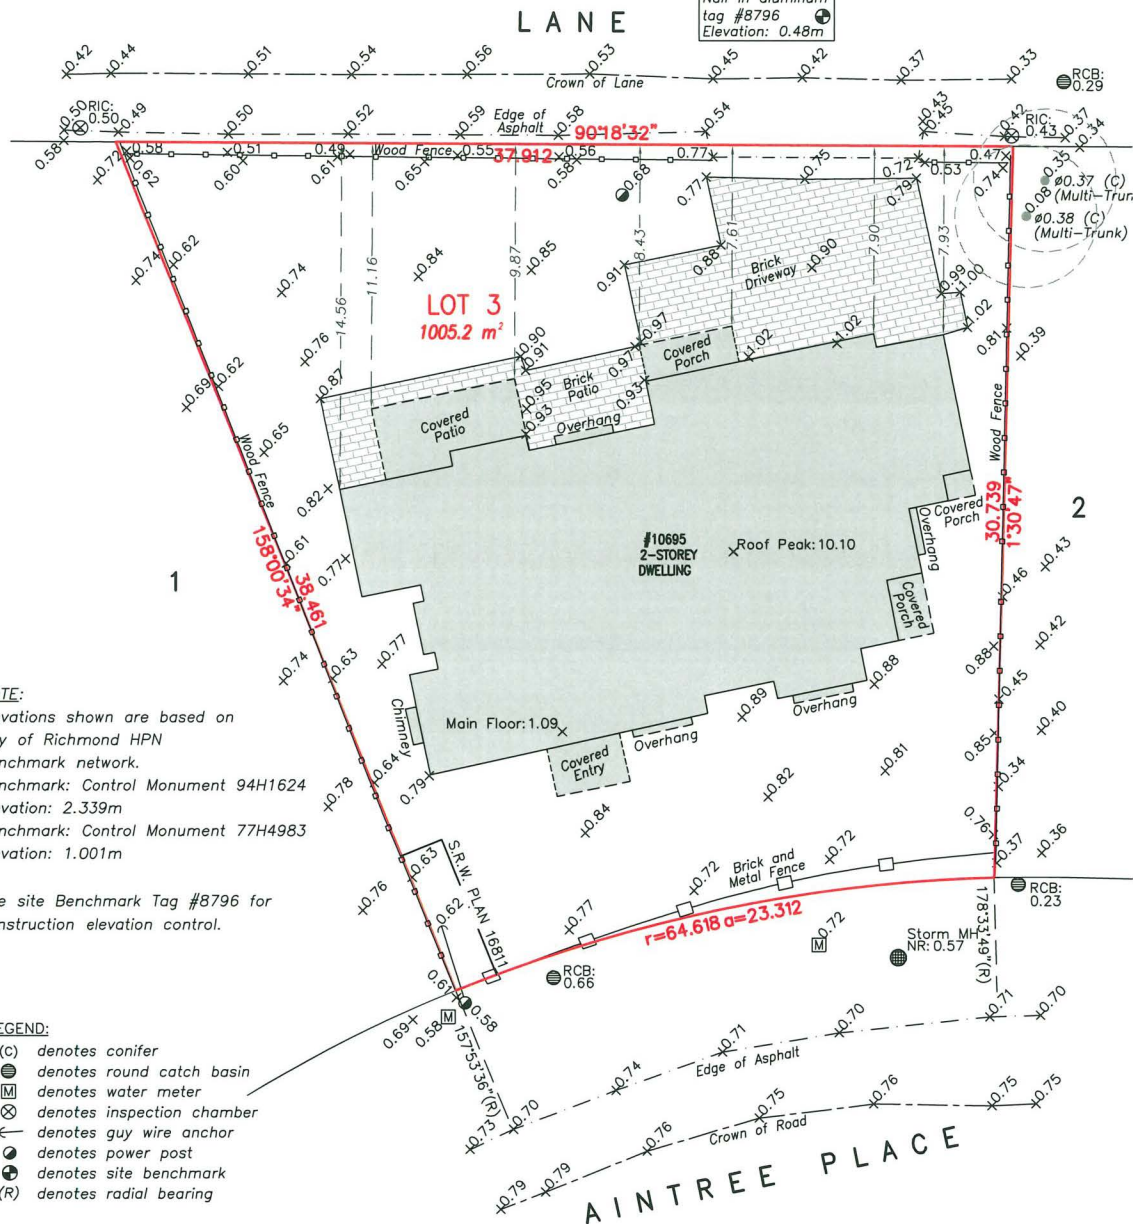 LANE
tag #8796
Elevation: 0.48m
0.42
0.44
0.51
0.54
0.56
0.53
0.45
0.42
0.37
0.33
Crown of Lane
RCB:
0.29
0.50
RIC:
0.50
0.49
0.50
0.52
0.59
Edge of
Asphalt
0.58
0.54
0.43
0.45
0.42
RIC:
0.43
0.37
0.34
90°18'32"
37.912
0.58
0.72
0.58
0.62
0.51
0.60
0.49
0.61
Wood Fence
0.65
0.55
0.56
0.58
0.77
0.75
0.72
0.53
0.47
0.74
0.35
ø0.37 (C)
0.08
ø0.38 (C)
(Multi-Trunk)
0.68
0.77
0.79
0.74
0.62
0.74
0.84
9.87
0.85
8.43
0.91
0.88
7.61
Brick
Driveway
0.90
7.90
7.93
0.99
1.00
1.02
0.81
0.39
14.56
11.16
LOT 3
1005.2 m²
0.76
0.87
0.90
0.91
0.97
0.97
Covered
Porch
1.02
1.02
0.69
0.62
0.95
0.93
Brick
Patio
0.93
Overhang
Covered
Patio
Wood Fence
0.65
0.82
Wood Fence
30.739
1°30'47"
2
Covered
Porch
Overhang
#10695
2-STOREY
DWELLING
Roof Peak: 10.10
158°00'34"
38.461
0.61
0.77
1
0.43
0.46
Covered
Porch
0.42
0.88
0.77
0.74
0.63
0.88
0.45
0.40
0.85
Chimney
0.89
Overhang
Main Floor: 1.09
Overhang
Covered
Entry
0.81
0.82
0.34
0.79
0.64
0.78
0.84
0.76
0.37
0.36
TE:
vations shown are based on
y of Richmond HPN
nchmark network.
nchmark: Control Monument 94H1624
vation: 2.339m
nchmark: Control Monument 77H4983
vation: 1.001m
e site Benchmark Tag #8796 for
nstruction elevation control.
S.R.W. PLAN 16811
0.63
0.76
0.62
0.72
Brick and
Metal Fence
0.72
0.77
r=64.618 a=23.312
0.72
M
Storm MH
NR: 0.57
RCB:
0.23
178°33'49"(R)
RCB:
0.66
0.61
0.58
0.69
0.58
M
157°53'36"(R)
0.73
0.70
0.74
0.71
Edge of Asphalt
0.70
0.71
0.70
0.79
0.79
0.76
Crown of Road
0.75
0.76
0.75
0.75
AINTREE PLACE
EGEND:
(C) denotes conifer
denotes round catch basin
M denotes water meter
denotes inspection chamber
denotes guy wire anchor
denotes power post
denotes site benchmark
(R) denotes radial bearing